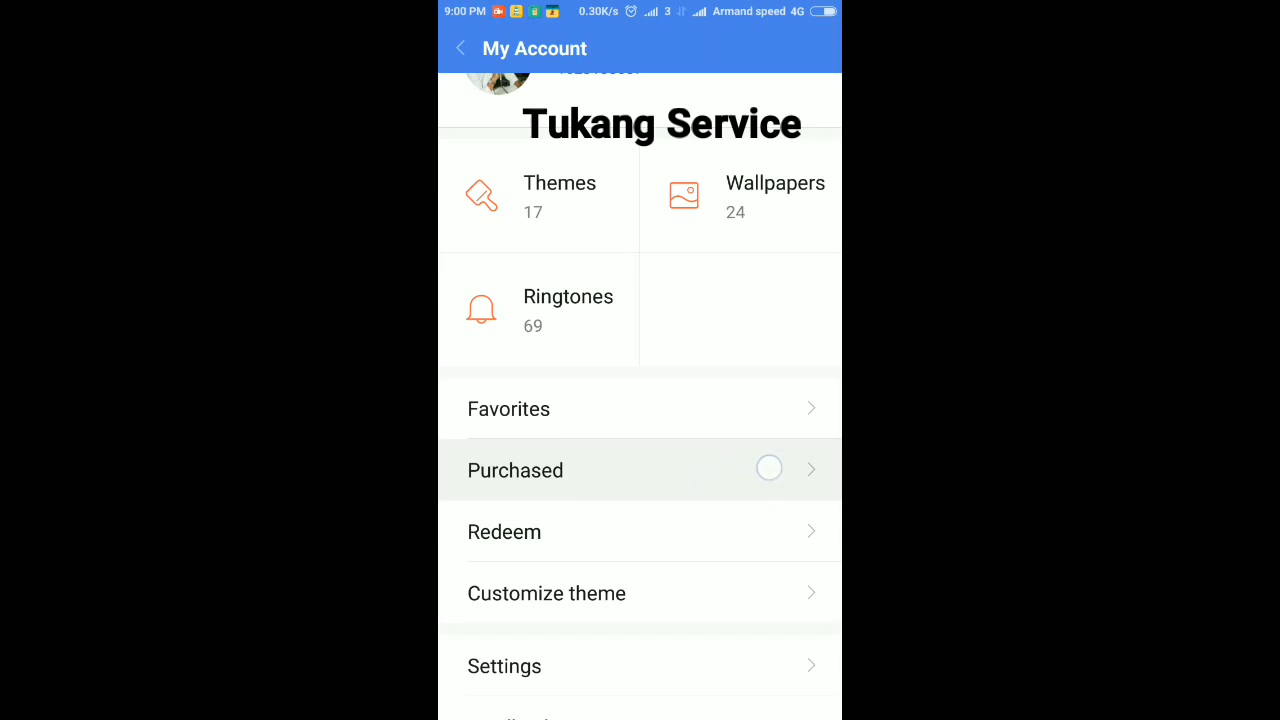 9:00 PM 0.30K/s 3 Armand speed 4G
My Account
Tukang Service
Themes
17
Wallpapers
24
Ringtones
69
Favorites
Purchased
Redeem
Customize theme
Settings